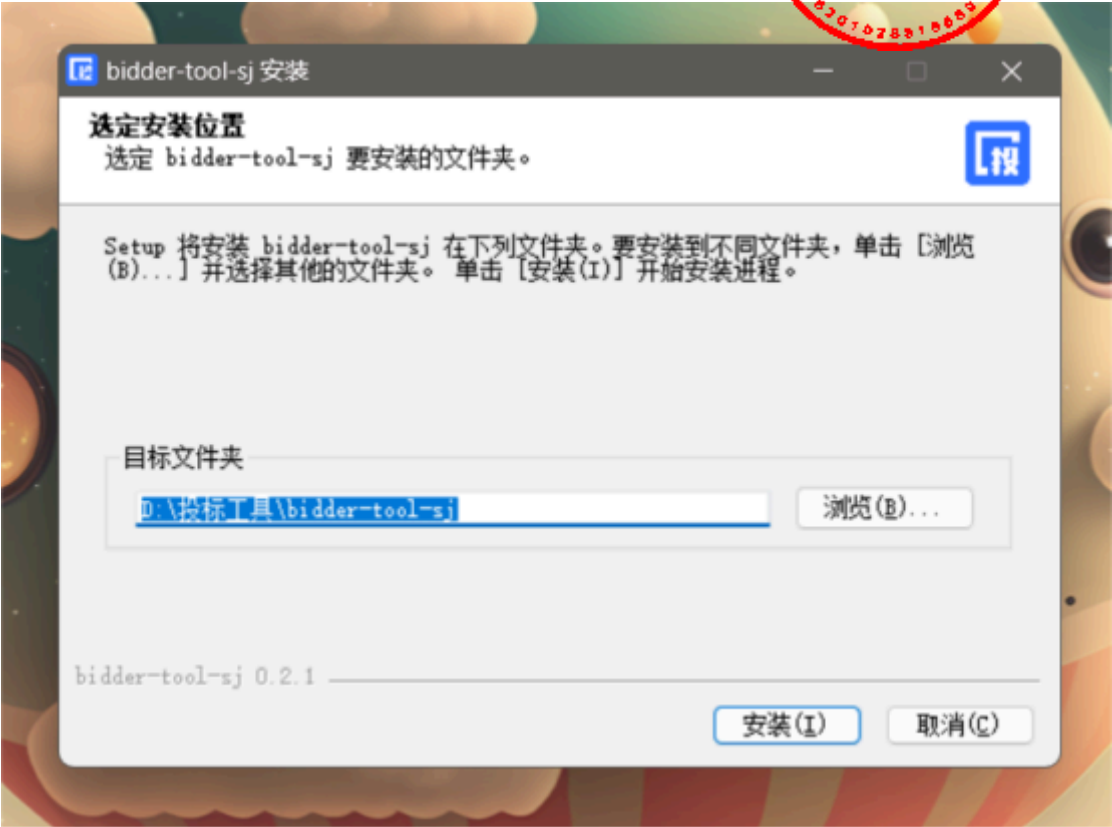 bidder-tool-sj 安装
选定安装位置
选定 bidder-tool-sj 要安装的文件夹。
投
Setup 将安装 bidder-tool-sj 在下列文件夹。要安装到不同文件夹，单击 [浏览
(B)...] 并选择其他的文件夹。 单击 [安装(I)] 开始安装进程。
目标文件夹
D:\投标工具\bidder-tool-sj
浏览(B)...
bidder-tool-sj 0.2.1
安装(I)
取消(C)